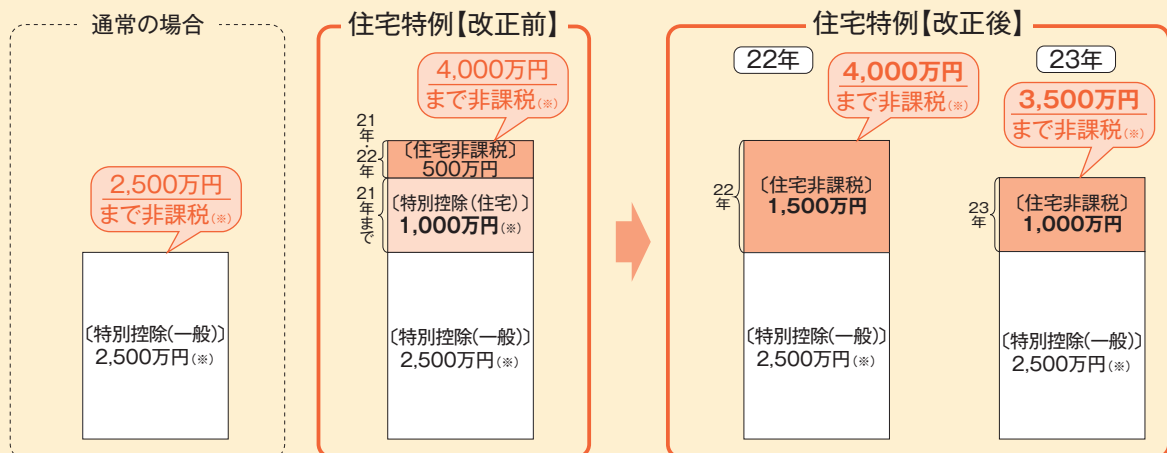 通常の場合
2,500万円
まで非課税(※)
〔特別控除(一般)〕
2,500万円(※)
住宅特例【改正前】
4,000万円
まで非課税(※)
21年・22年
〔住宅非課税〕
500万円
21年まで
〔特別控除(住宅)〕
1,000万円(※)
〔特別控除(一般)〕
2,500万円(※)
住宅特例【改正後】
22年
4,000万円
まで非課税(※)
22年
〔住宅非課税〕
1,500万円
〔特別控除(一般)〕
2,500万円(※)
23年
3,500万円
まで非課税(※)
23年
〔住宅非課税〕
1,000万円
〔特別控除(一般)〕
2,500万円(※)